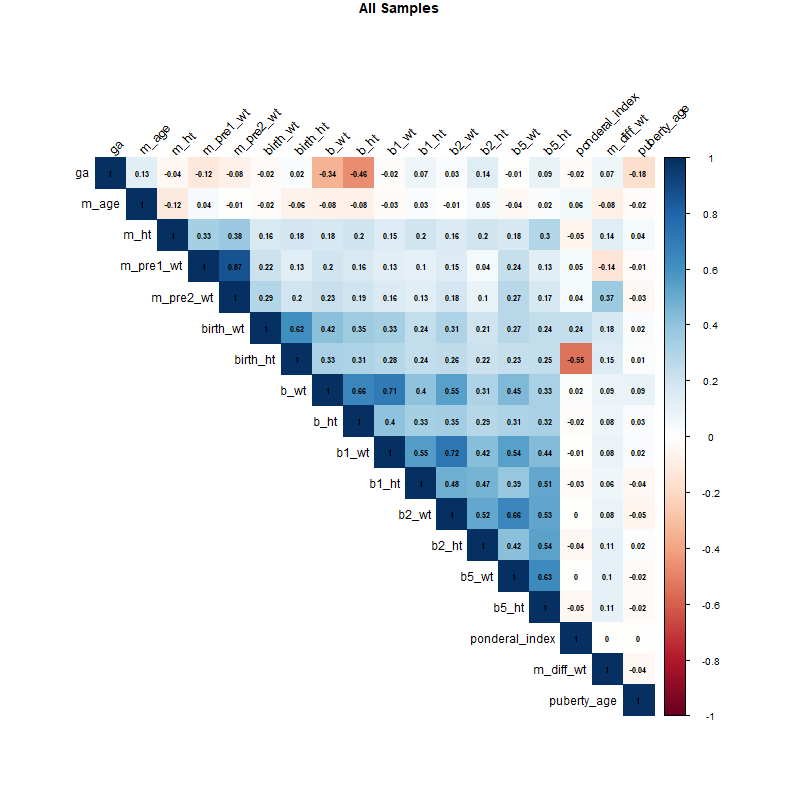 All Samples
ga m_age m_ht m_pre1_wt m_pre2_wt birth_wt birth_ht b_wt b_ht b1_wt b1_ht b2_wt b2_ht b5_wt b5_ht ponderal_index m_diff_wt puberty_age
ga 1 0.13 -0.04 -0.12 -0.08 -0.02 0.02 -0.34 -0.46 -0.02 0.07 0.03 0.14 -0.01 0.09 -0.02 0.07 -0.18
m_age 1 -0.12 0.04 -0.01 -0.02 -0.06 -0.08 -0.08 -0.03 -0.03 -0.01 0.05 -0.04 0.02 0.06 -0.08 -0.02
m_ht 1 0.33 0.38 0.16 0.18 0.18 0.2 0.15 0.2 0.16 0.2 0.18 0.3 -0.05 0.14 0.04
m_pre1_wt 1 0.87 0.22 0.13 0.2 0.16 0.13 0.1 0.15 0.04 0.24 0.13 0.05 -0.14 -0.01
m_pre2_wt 1 0.29 0.2 0.23 0.19 0.16 0.13 0.18 0.1 0.27 0.17 0.04 0.37 -0.03
birth_wt 1 0.62 0.42 0.35 0.33 0.24 0.31 0.21 0.27 0.24 0.24 0.18 0.02
birth_ht 1 0.33 0.31 0.28 0.24 0.26 0.22 0.23 0.25 -0.55 0.15 0.01
b_wt 1 0.66 0.71 0.4 0.55 0.31 0.45 0.33 0.02 0.09 0.09
b_ht 1 0.4 0.33 0.35 0.29 0.31 0.32 -0.02 0.08 0.03
b1_wt 1 0.55 0.72 0.42 0.54 0.44 -0.01 0.08 0.02
b1_ht 1 0.48 0.47 0.39 0.51 -0.03 0.06 -0.04
b2_wt 1 0.52 0.66 0.53 0 0.08 -0.05
b2_ht 1 0.42 0.54 -0.04 0.11 0.02
b5_wt 1 0.63 0 0.1 -0.02
b5_ht 1 -0.05 0.11 -0.02
ponderal_index 1 0 0
m_diff_wt 1 -0.04
puberty_age 1
1
0.8
0.6
0.4
0.2
0
-0.2
-0.4
-0.6
-0.8
-1